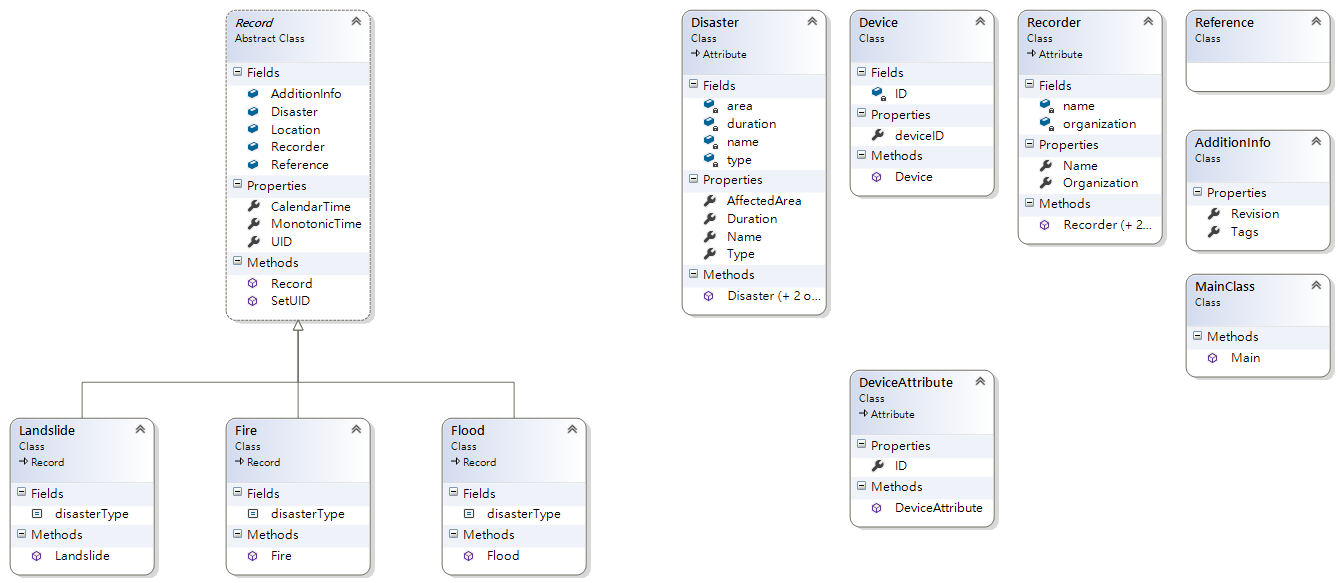 Record
Abstract Class
Fields
AdditionInfo
Disaster
Location
Recorder
Reference
Properties
CalendarTime
MonotonicTime
UID
Methods
Record
SetUID
Disaster
Class
Attribute
Fields
area
duration
name
type
Properties
AffectedArea
Duration
Name
Type
Methods
Disaster (+ 2 o...
Device
Class
Fields
ID
Properties
deviceID
Methods
Device
Recorder
Class
Attribute
Fields
name
organization
Properties
Name
Organization
Methods
Recorder (+ 2...
Reference
Class
AdditionInfo
Class
Properties
Revision
Tags
MainClass
Class
Methods
Main
DeviceAttribute
Class
Attribute
Properties
ID
Methods
DeviceAttribute
Landslide
Class
Record
Fields
disasterType
Methods
Landslide
Fire
Class
Record
Fields
disasterType
Methods
Fire
Flood
Class
Record
Fields
disasterType
Methods
Flood